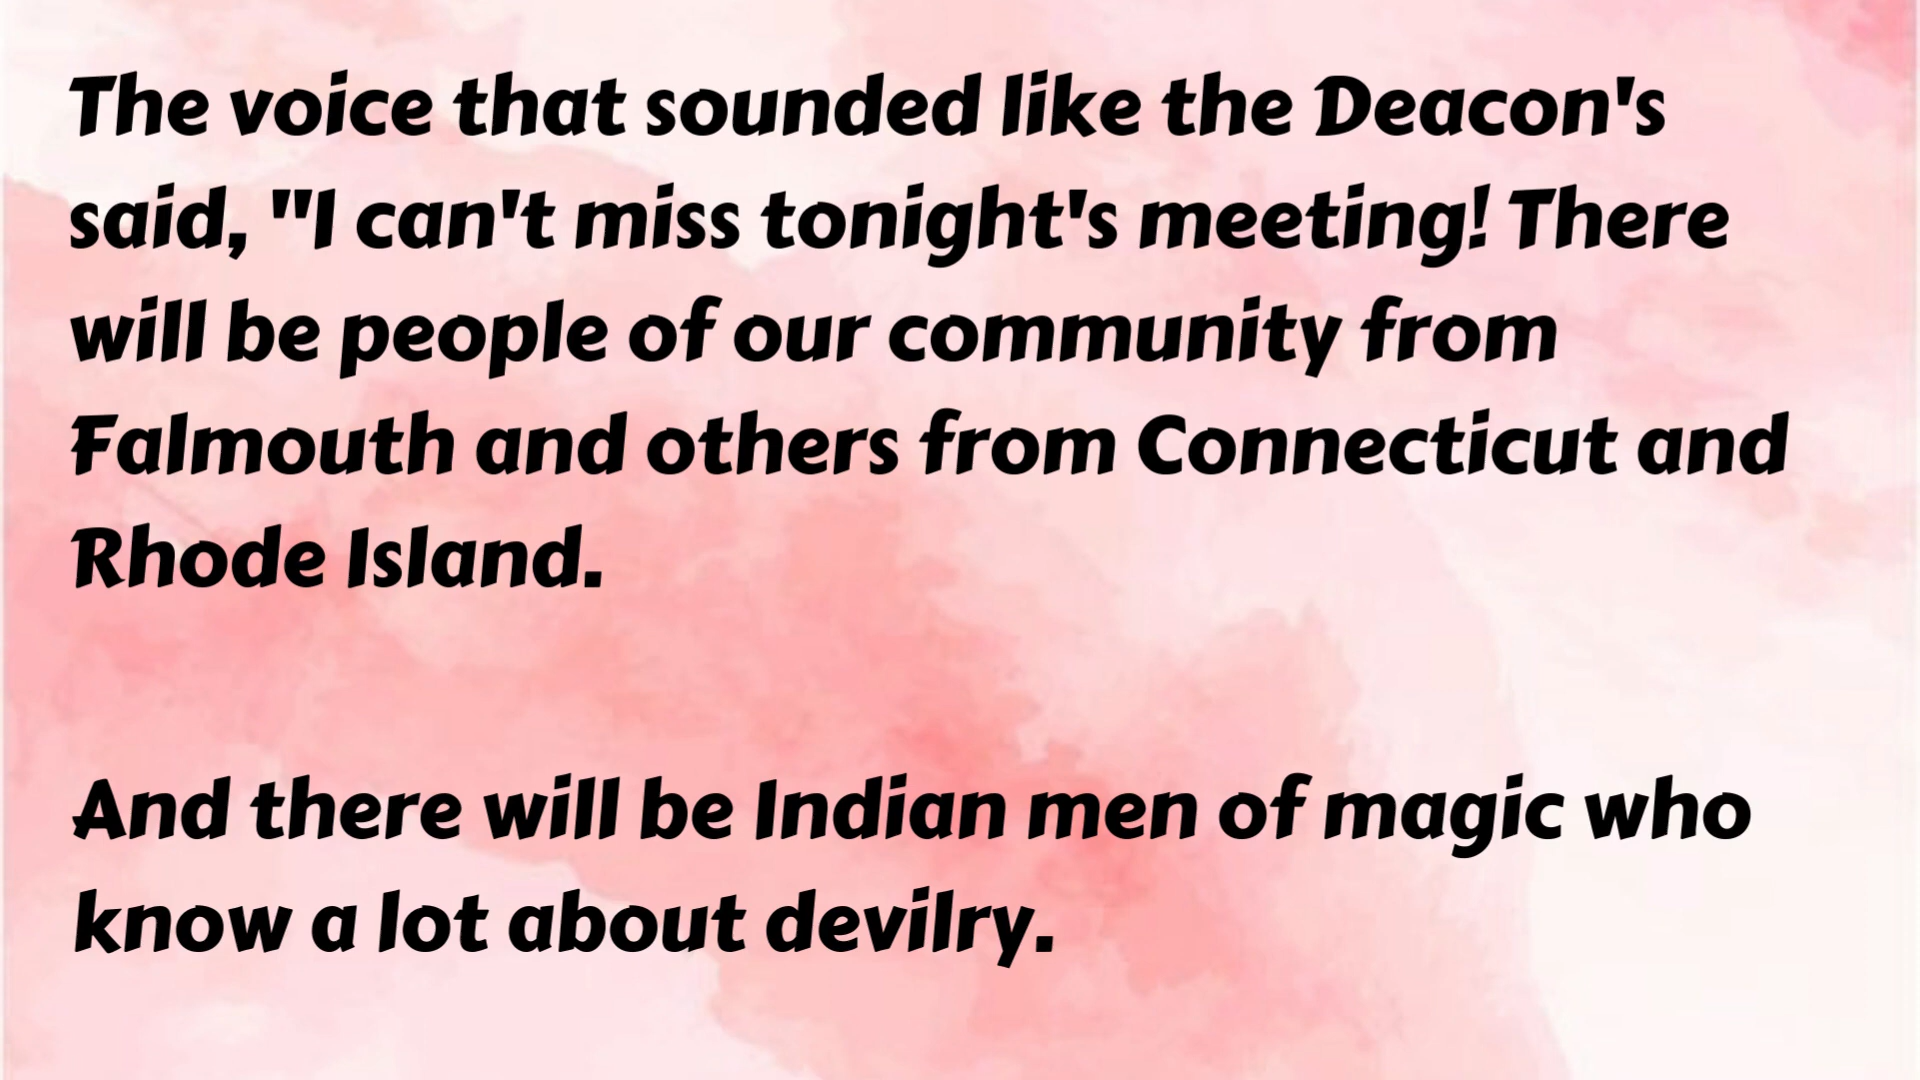 The voice that sounded like the Deacon's
said, "I can't miss tonight's meeting! There
will be people of our community from
Falmouth and others from Connecticut and
Rhode Island.
And there will be Indian men of magic who
know a lot about devilry.